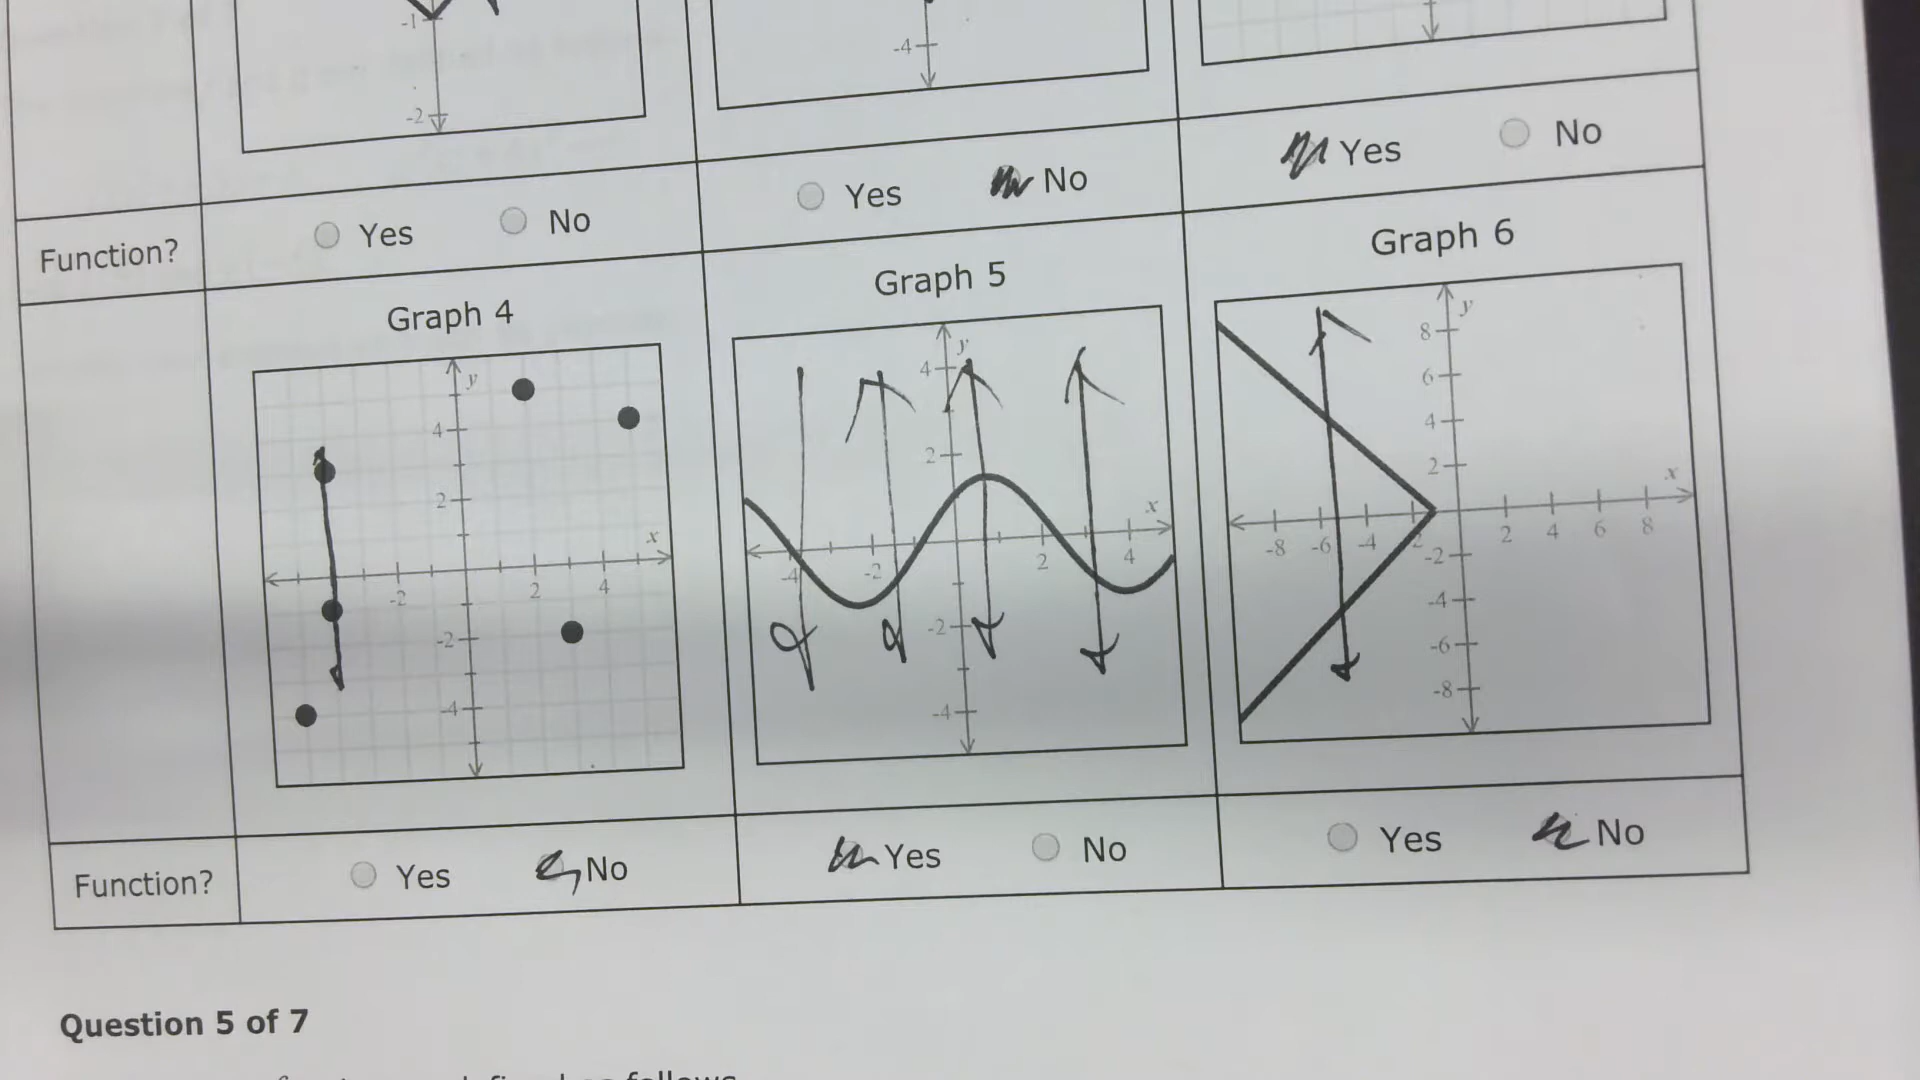 -1
-2
-4
Yes No
Yes No
Yes No
Function?
Graph 4
Graph 5
Graph 6
y
4
2
x
-2
2
4
-2
-4
y
4
2
x
-4
-2
2
4
-2
-4
y
8
6
4
2
x
-8
-6
-4
2
4
6
8
-2
-4
-6
-8
Function?
Yes No
Yes No
Yes No
Question 5 of 7
follows